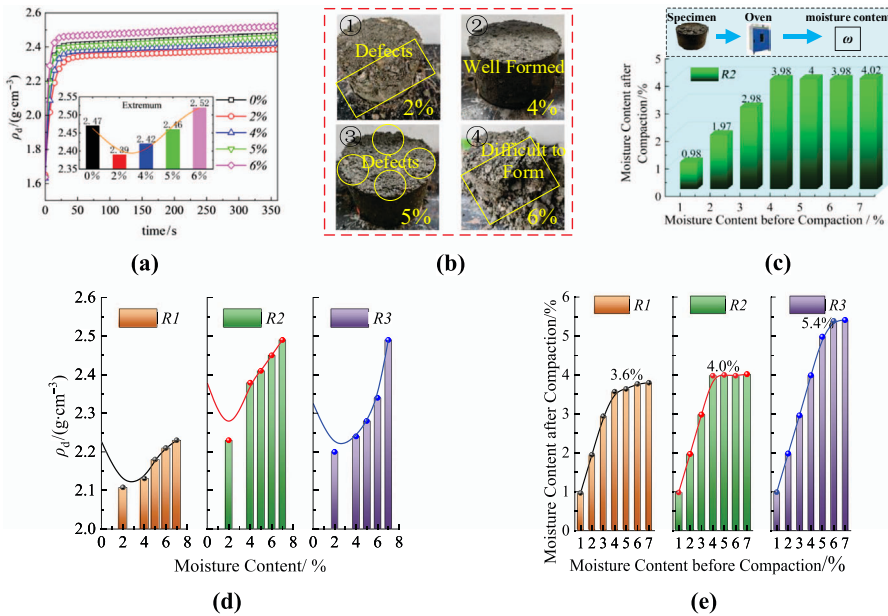 2.6
2.4
2.2
2.0
1.8
1.6
ρd/(g·cm⁻³)
0%
2%
4%
5%
6%
Extremum
2.47
2.39
2.42
2.46
2.52
2.50
2.45
2.40
2.35
0% 2% 4% 5% 6%
0 50 100 150 200 250 300 350
time/s
(a)
①
Defects
2%
②
Well Formed
4%
③
Defects
5%
④
Difficult to
Form
6%
(b)
Specimen
Oven
moisture content
ω
R2
Moisture Content after
Compaction/%
5
4
3
2
1
0
0.98
1.97
2.98
3.98
4
3.98
4.02
1 2 3 4 5 6 7
Moisture Content before Compaction / %
(c)
ρd/(g·cm⁻³)
2.6
2.5
2.4
2.3
2.2
2.1
2.0
R1
R2
R3
0 2 4 6 8
0 2 4 6 8
0 2 4 6 8
Moisture Content/ %
(d)
Moisture Content after Compaction/%
6
5
4
3
2
1
0
R1
R2
R3
3.6%
4.0%
5.4%
1 2 3 4 5 6 7
1 2 3 4 5 6 7
1 2 3 4 5 6 7
Moisture Content before Compaction/%
(e)